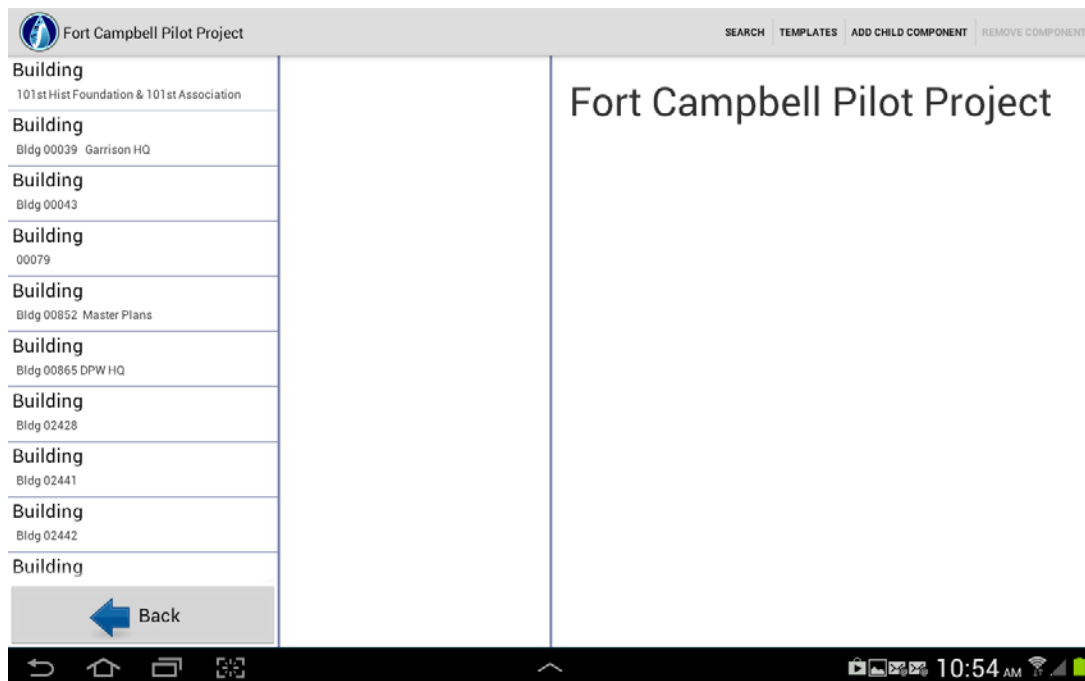 Fort Campbell Pilot Project
SEARCH TEMPLATES ADD CHILD COMPONENT REMOVE COMPONENT
Building
101st Hist Foundation & 101st Association
Building
Bldg 00039 Garrison HQ
Building
Bldg 00043
Building
00079
Building
Bldg 00852 Master Plans
Building
Bldg 00865 DPW HQ
Building
Bldg 02428
Building
Bldg 02441
Building
Bldg 02442
Building
Back
Fort Campbell Pilot Project
10:54 AM